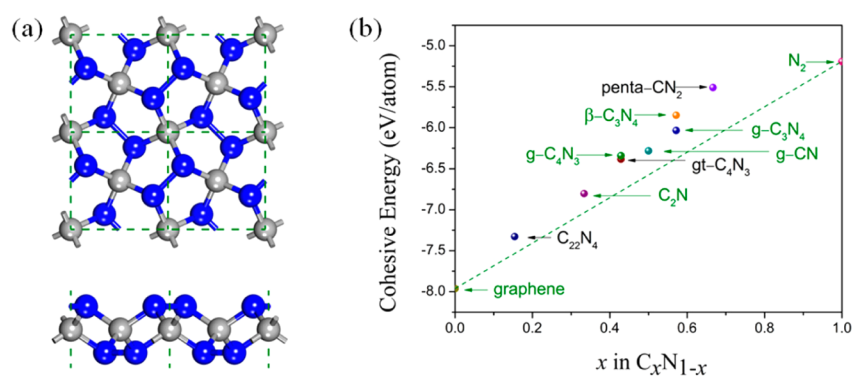 (a)
(b)
Cohesive Energy (eV/atom)
-5.0
-5.5
-6.0
-6.5
-7.0
-7.5
-8.0
N₂
penta-CN₂
β-C₃N₄
g-C₃N₄
g-C₄N₃
g-CN
gt-C₄N₃
C₂N
C₂₂N₄
graphene
0.0 0.2 0.4 0.6 0.8 1.0
x in CₓN₁₋ₓ